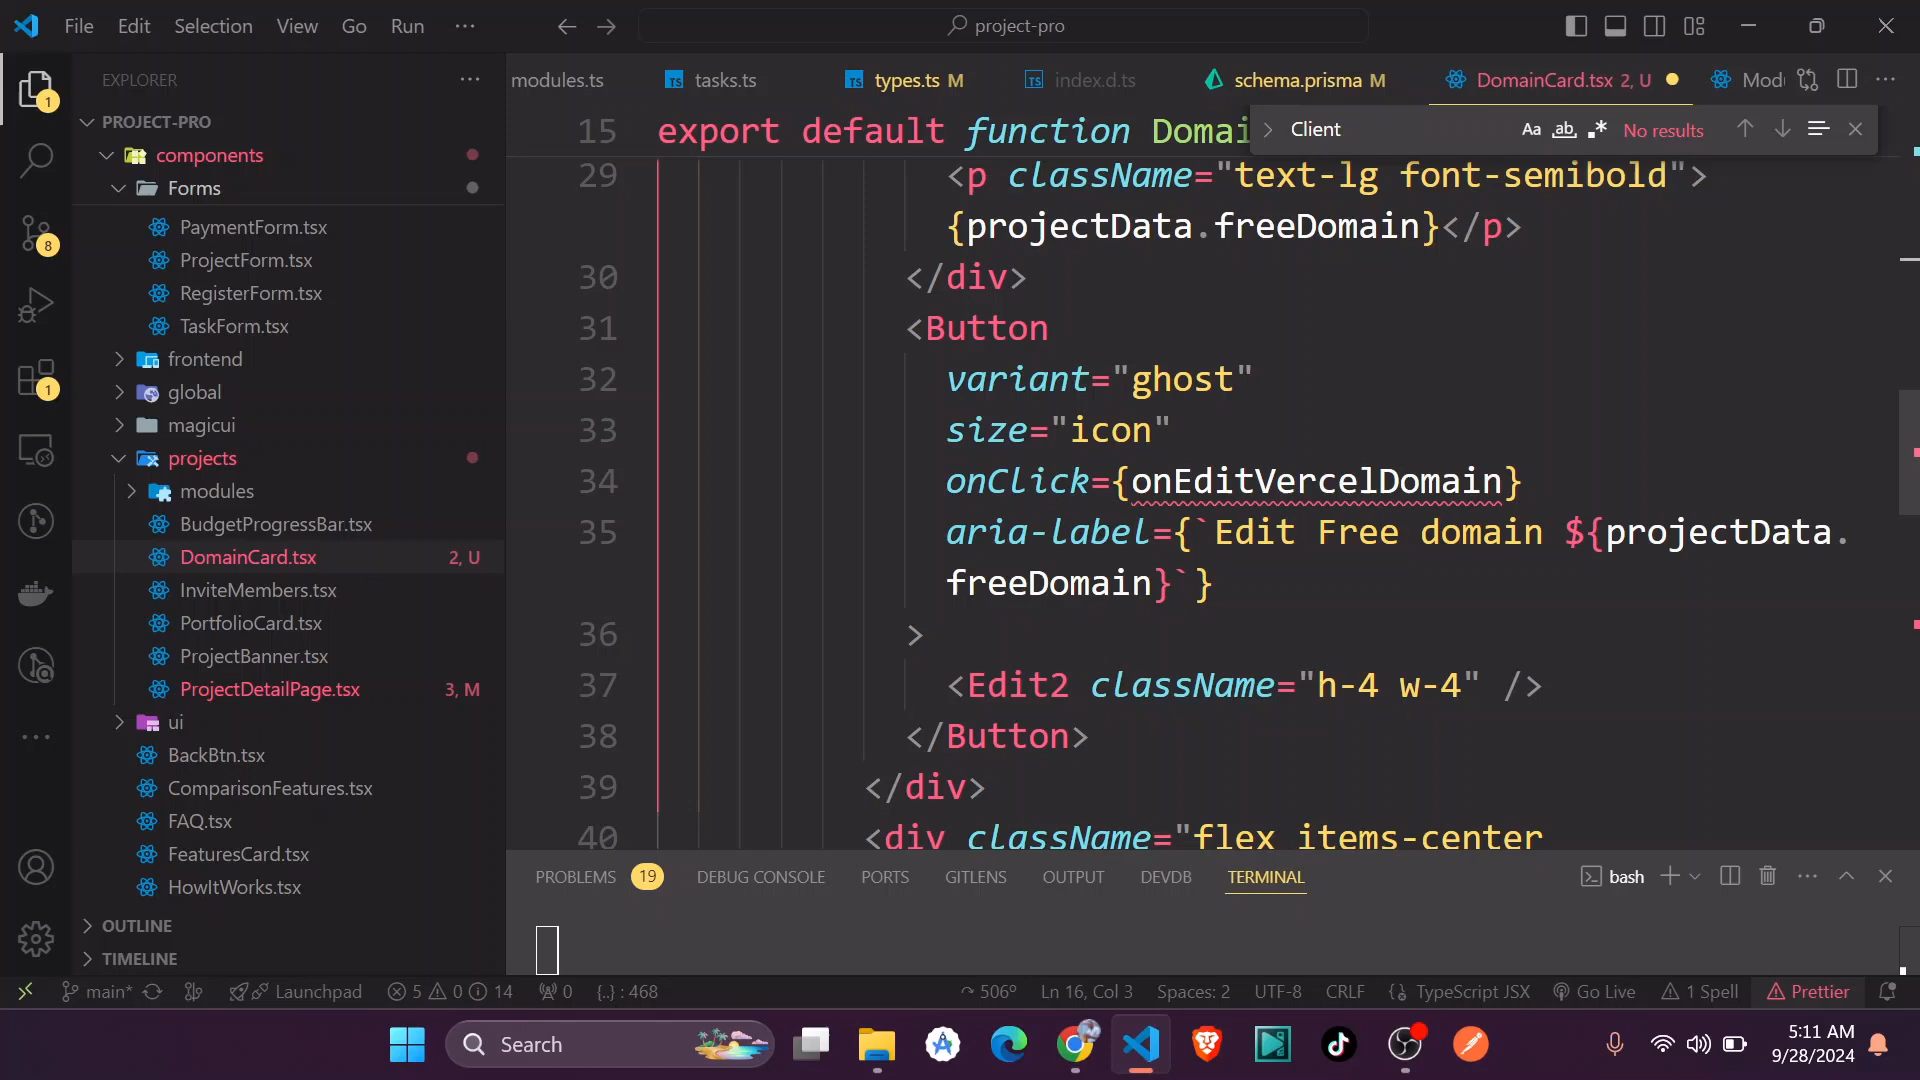 File Edit Selection View Go Run ··· project-pro
EXPLORER
modules.ts tasks.ts types.ts M index.d.ts schema.prisma M DomainCard.tsx 2, U Mod
PROJECT-PRO
components
Forms
PaymentForm.tsx
ProjectForm.tsx
RegisterForm.tsx
TaskForm.tsx
frontend
global
magicui
projects
modules
BudgetProgressBar.tsx
DomainCard.tsx 2, U
InviteMembers.tsx
PortfolioCard.tsx
ProjectBanner.tsx
ProjectDetailPage.tsx 3, M
ui
BackBtn.tsx
ComparisonFeatures.tsx
FAQ.tsx
FeaturesCard.tsx
HowItWorks.tsx
OUTLINE
TIMELINE
1
8
1
Client Aa ab .* No results
15 export default function Domai
29 <p className="text-lg font-semibold">
{projectData.freeDomain}</p>
30 </div>
31 <Button
32 variant="ghost"
33 size="icon"
34 onClick={onEditVercelDomain}
35 aria-label={`Edit Free domain ${projectData.
freeDomain}`}
36 >
37 <Edit2 className="h-4 w-4" />
38 </Button>
39 </div>
40 <div className="flex items-center
PROBLEMS 19 DEBUG CONSOLE PORTS GITLENS OUTPUT DEVDB TERMINAL bash
main* Launchpad 5 0 14 0 {..} : 468 506° Ln 16, Col 3 Spaces: 2 UTF-8 CRLF TypeScript JSX Go Live 1 Spell Prettier
Search
5:11 AM
9/28/2024